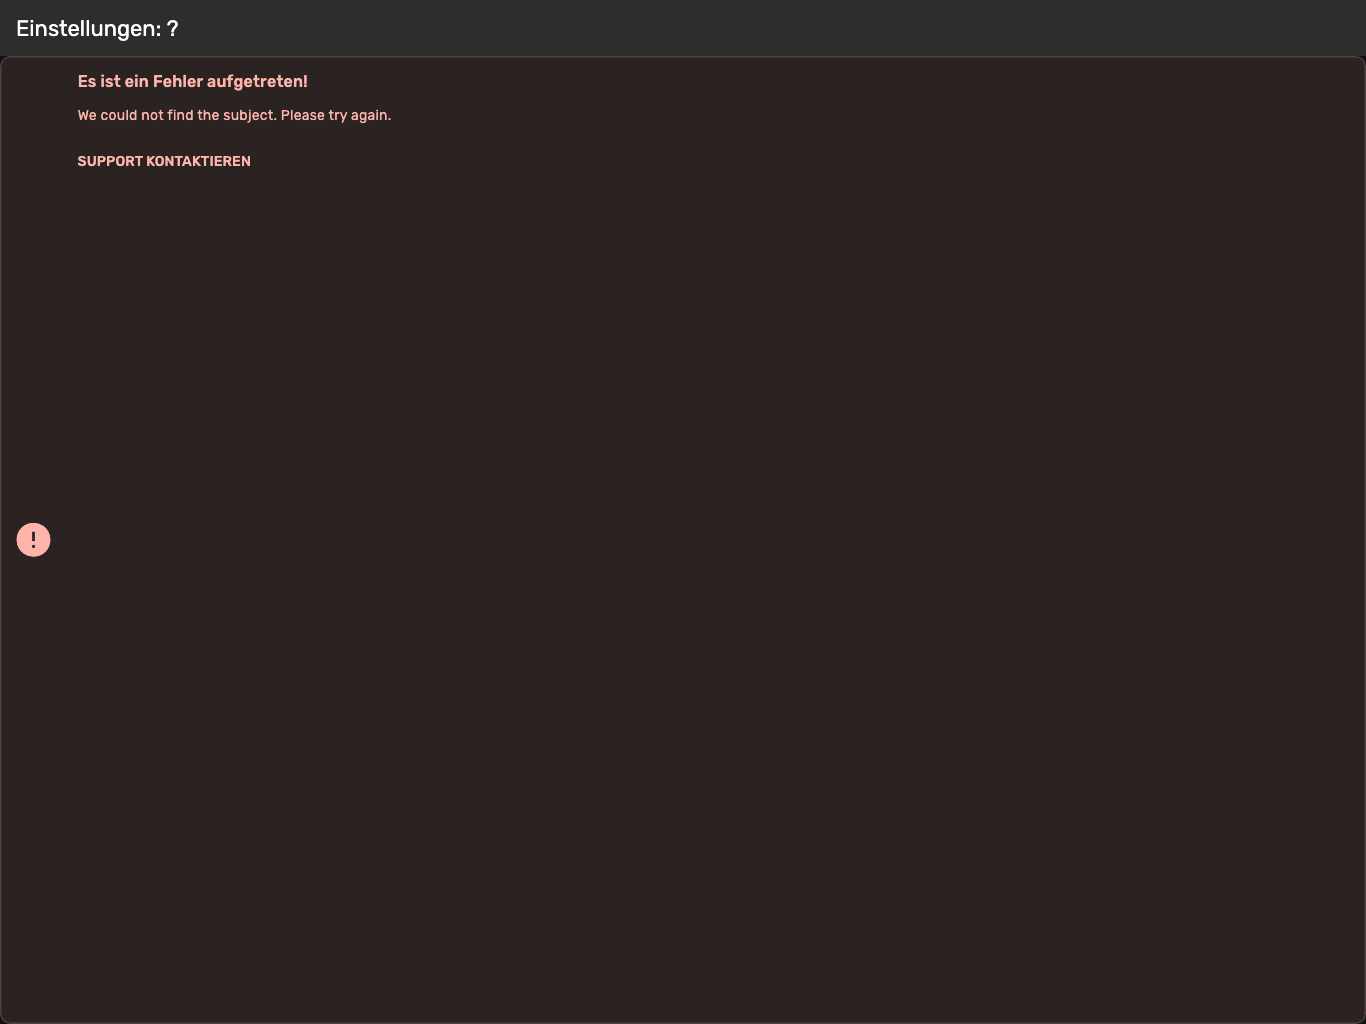 Einstellungen: ?
Es ist ein Fehler aufgetreten!
We could not find the subject. Please try again.
SUPPORT KONTAKTIEREN